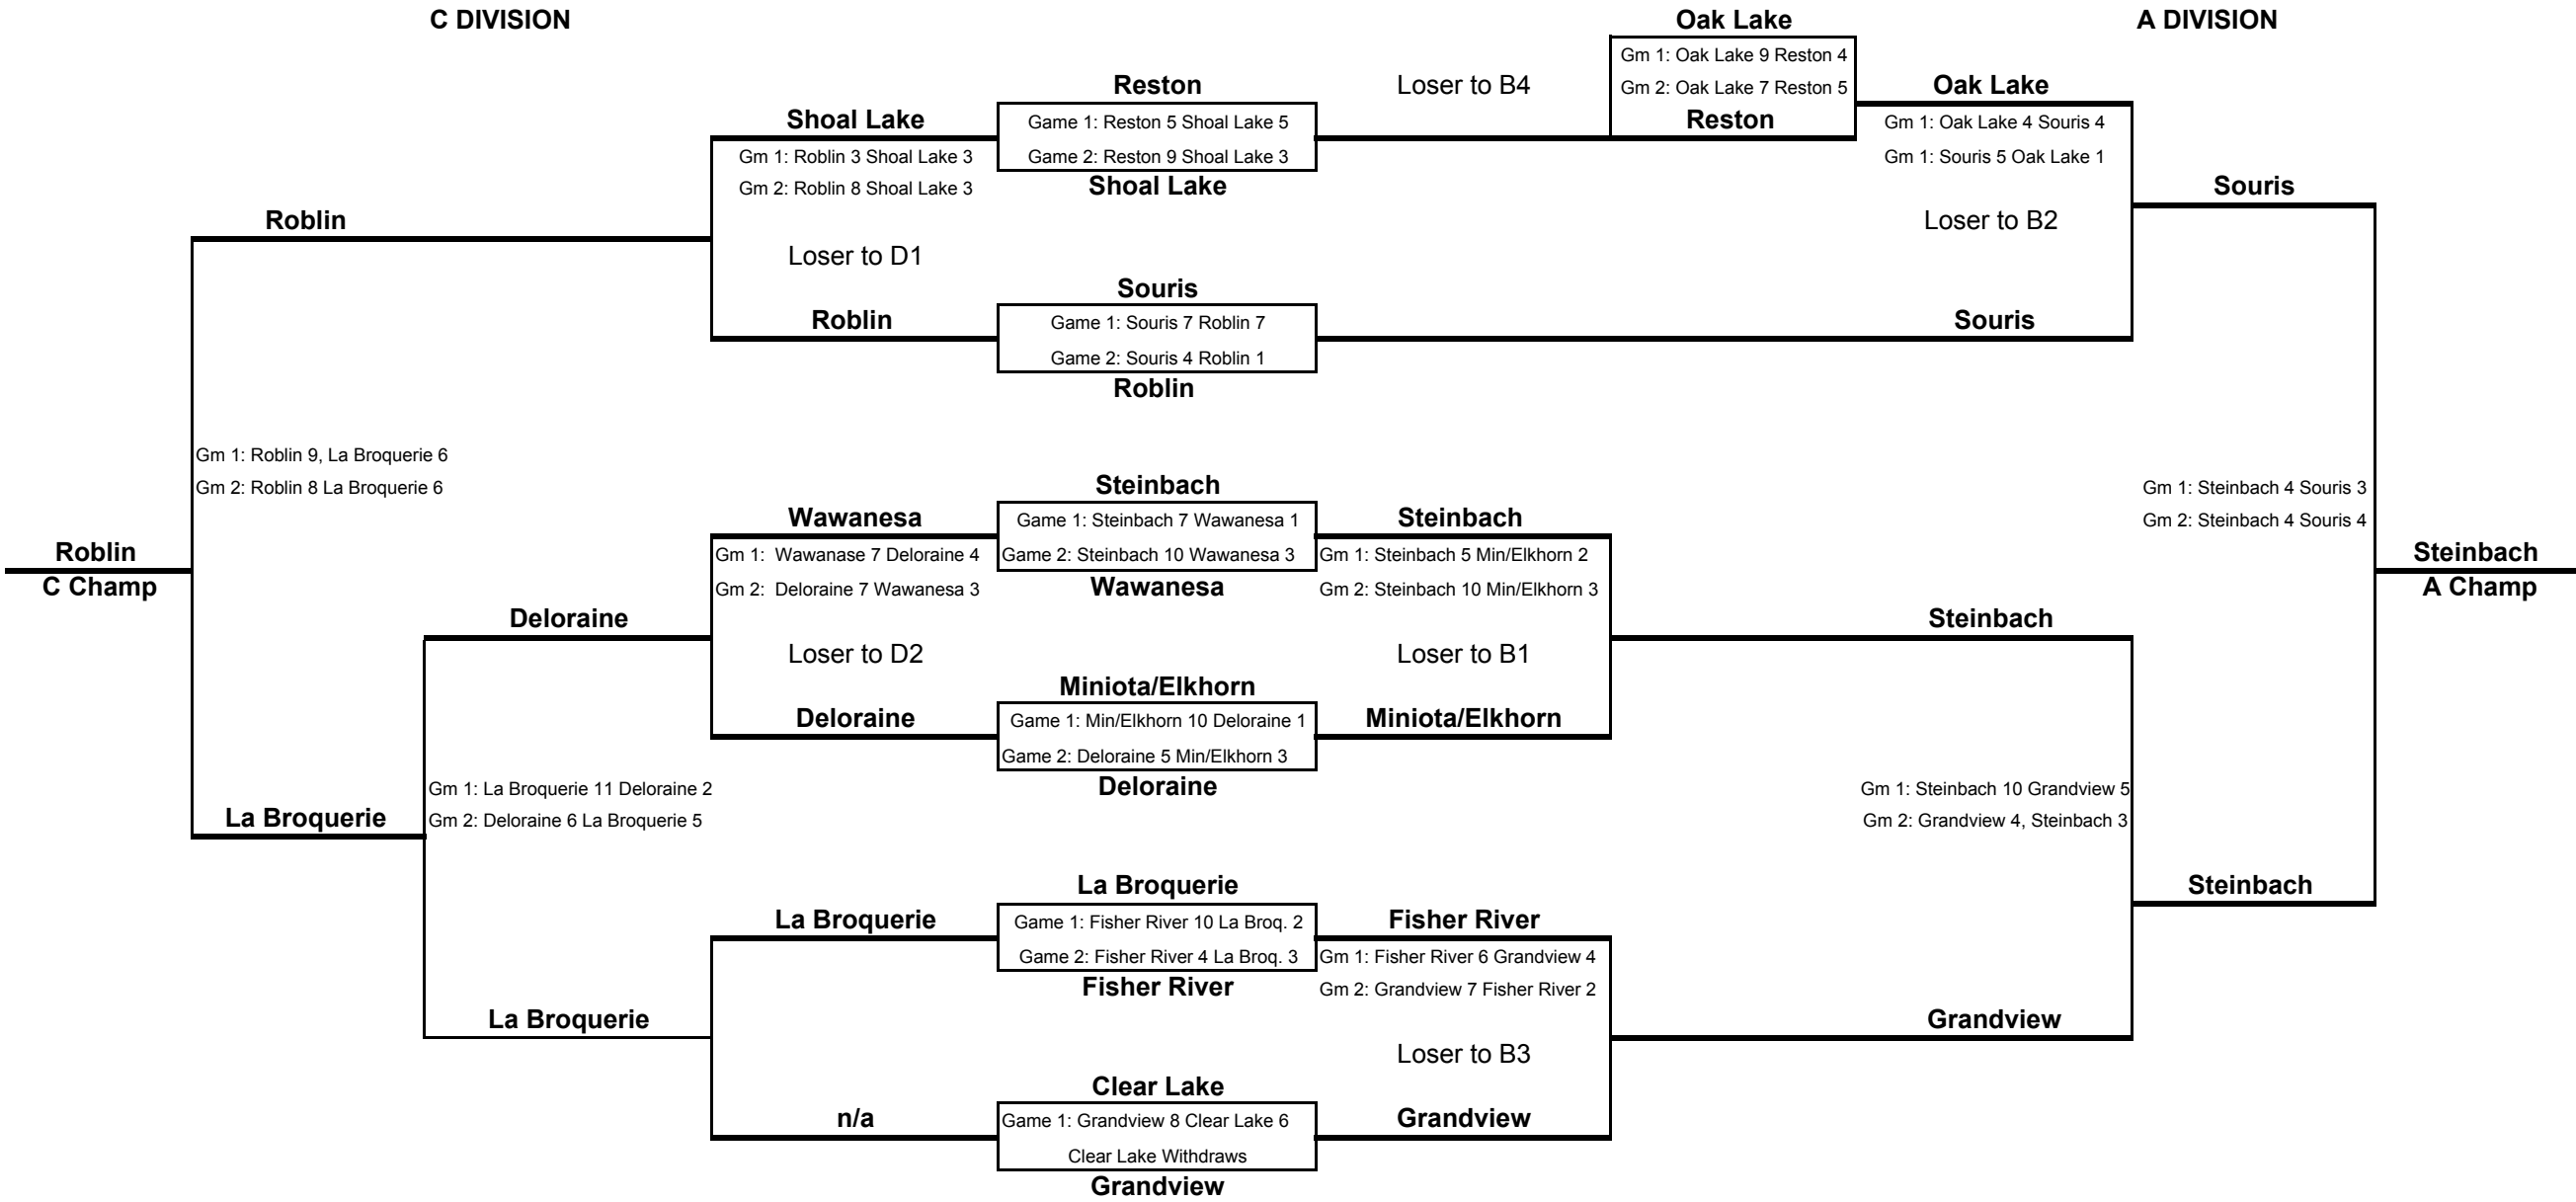 C DIVISION
Oak Lake
A DIVISION
Gm 1: Oak Lake 9 Reston 4
Reston
Loser to B4
Gm 2: Oak Lake 7 Reston 5
Oak Lake
Shoal Lake
Game 1: Reston 5 Shoal Lake 5
Reston
Gm 1: Oak Lake 4 Souris 4
Gm 1: Roblin 3 Shoal Lake 3
Game 2: Reston 9 Shoal Lake 3
Gm 1: Souris 5 Oak Lake 1
Gm 2: Roblin 8 Shoal Lake 3
Shoal Lake
Souris
Roblin
Loser to B2
Loser to D1
Souris
Roblin
Game 1: Souris 7 Roblin 7
Souris
Game 2: Souris 4 Roblin 1
Roblin
Gm 1: Roblin 9, La Broquerie 6
Gm 2: Roblin 8 La Broquerie 6
Steinbach
Gm 1: Steinbach 4 Souris 3
Wawanesa
Game 1: Steinbach 7 Wawanesa 1
Steinbach
Gm 2: Steinbach 4 Souris 4
Roblin
Gm 1: Wawanase 7 Deloraine 4
Game 2: Steinbach 10 Wawanesa 3
Gm 1: Steinbach 5 Min/Elkhorn 2
Steinbach
C Champ
Gm 2: Deloraine 7 Wawanesa 3
Wawanesa
Gm 2: Steinbach 10 Min/Elkhorn 3
A Champ
Deloraine
Steinbach
Loser to D2
Loser to B1
Miniota/Elkhorn
Deloraine
Game 1: Min/Elkhorn 10 Deloraine 1
Miniota/Elkhorn
Game 2: Deloraine 5 Min/Elkhorn 3
Gm 1: La Broquerie 11 Deloraine 2
Deloraine
Gm 1: Steinbach 10 Grandview 5
La Broquerie
Gm 2: Deloraine 6 La Broquerie 5
Gm 2: Grandview 4, Steinbach 3
La Broquerie
Steinbach
La Broquerie
Game 1: Fisher River 10 La Broq. 2
Fisher River
Game 2: Fisher River 4 La Broq. 3
Gm 1: Fisher River 6 Grandview 4
Fisher River
Gm 2: Grandview 7 Fisher River 2
La Broquerie
Grandview
Loser to B3
Clear Lake
n/a
Game 1: Grandview 8 Clear Lake 6
Grandview
Clear Lake Withdraws
Grandview